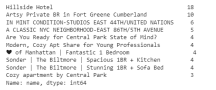 Hillside Hotel 18
Artsy Private BR in Fort Greene Cumberland 10
IN MINT CONDITION-STUDIOS EAST 44TH/UNITED NATIONS 6
A CLASSIC NYC NEIGHBORHOOD-EAST 86TH/5TH AVENUE 5
Are You Ready for Central Park State of Mind? 4
Modern, Cozy Apt Share for Young Professionals 4
♥ of Manhattan | Fantastic 1 Bedroom 4
Sonder | The Biltmore | Spacious 1BR + Kitchen 4
Sonder | The Biltmore | Stunning 1BR + Sofa Bed 4
Cozy apartment by Central Park 3
Name: name, dtype: int64